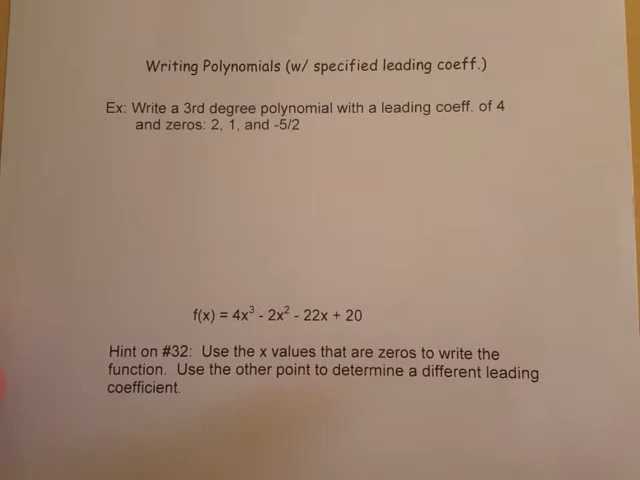 Writing Polynomials (w/ specified leading coeff.)
Ex: Write a 3rd degree polynomial with a leading coeff. of 4
and zeros: 2, 1, and -5/2
f(x) = 4x³ - 2x² - 22x + 20
Hint on #32: Use the x values that are zeros to write the
function. Use the other point to determine a different leading
coefficient.